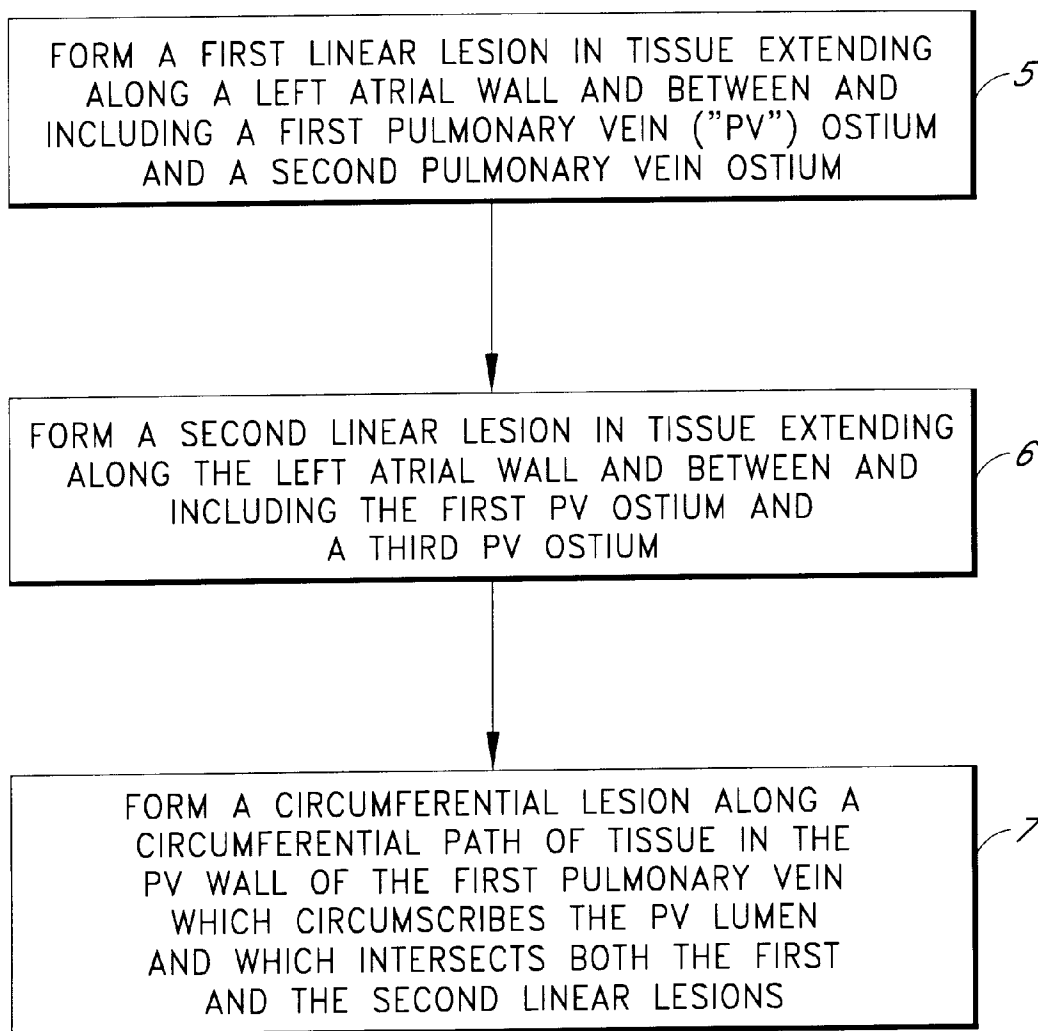 FORM A FIRST LINEAR LESION IN TISSUE EXTENDING
ALONG A LEFT ATRIAL WALL AND BETWEEN AND
INCLUDING A FIRST PULMONARY VEIN ("PV") OSTIUM
AND A SECOND PULMONARY VEIN OSTIUM
5
FORM A SECOND LINEAR LESION IN TISSUE EXTENDING
ALONG THE LEFT ATRIAL WALL AND BETWEEN AND
INCLUDING THE FIRST PV OSTIUM AND
A THIRD PV OSTIUM
6
FORM A CIRCUMFERENTIAL LESION ALONG A
CIRCUMFERENTIAL PATH OF TISSUE IN THE
PV WALL OF THE FIRST PULMONARY VEIN
WHICH CIRCUMSCRIBES THE PV LUMEN
AND WHICH INTERSECTS BOTH THE FIRST
AND THE SECOND LINEAR LESIONS
7